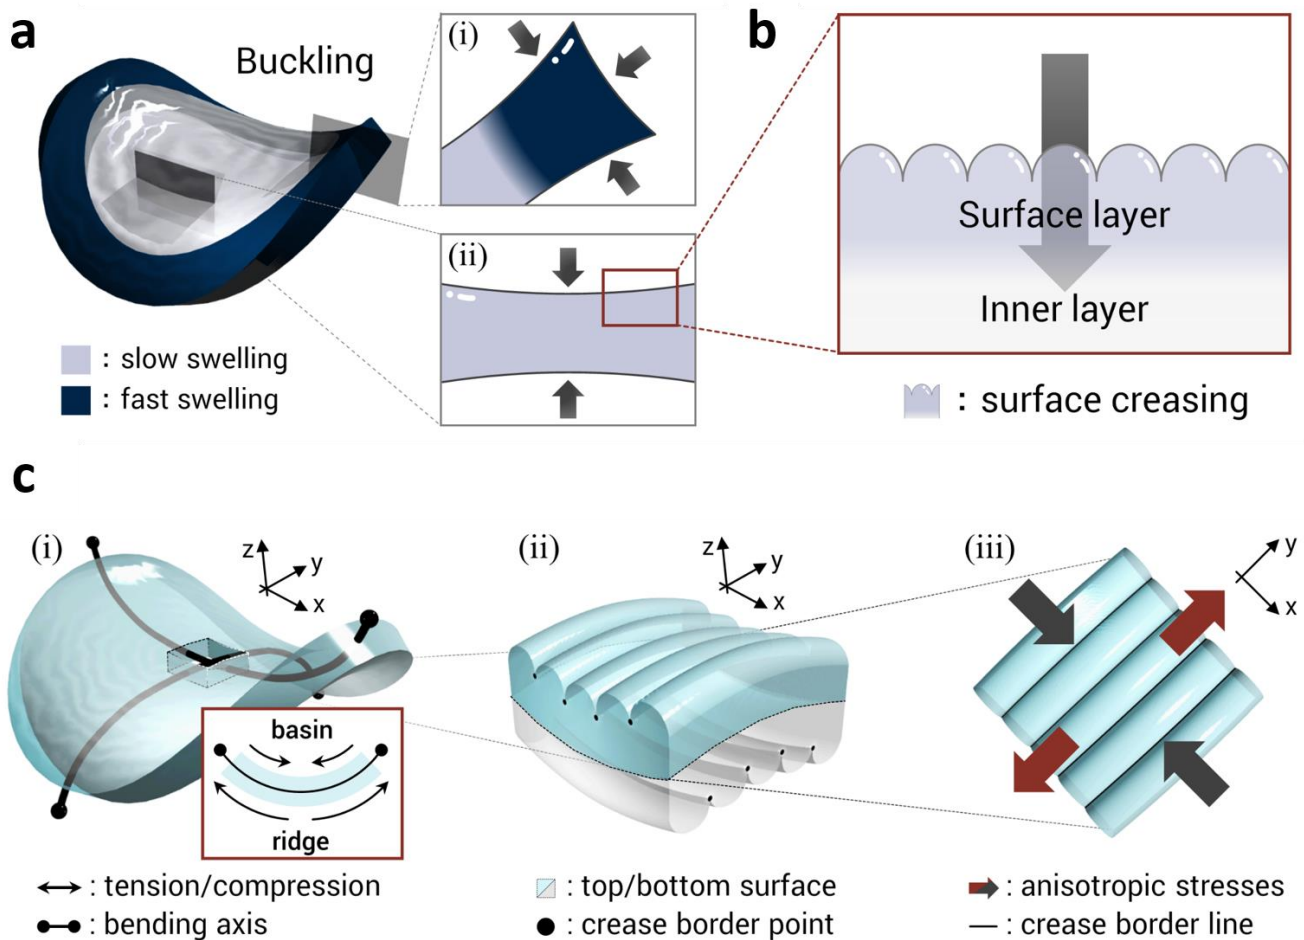 a
Buckling
(i)
(ii)
: slow swelling
: fast swelling
b
Surface layer
Inner layer
: surface creasing
c
(i)
z
y
x
basin
ridge
: tension/compression
: bending axis
(ii)
z
y
x
: top/bottom surface
: crease border point
(iii)
y
x
: anisotropic stresses
: crease border line